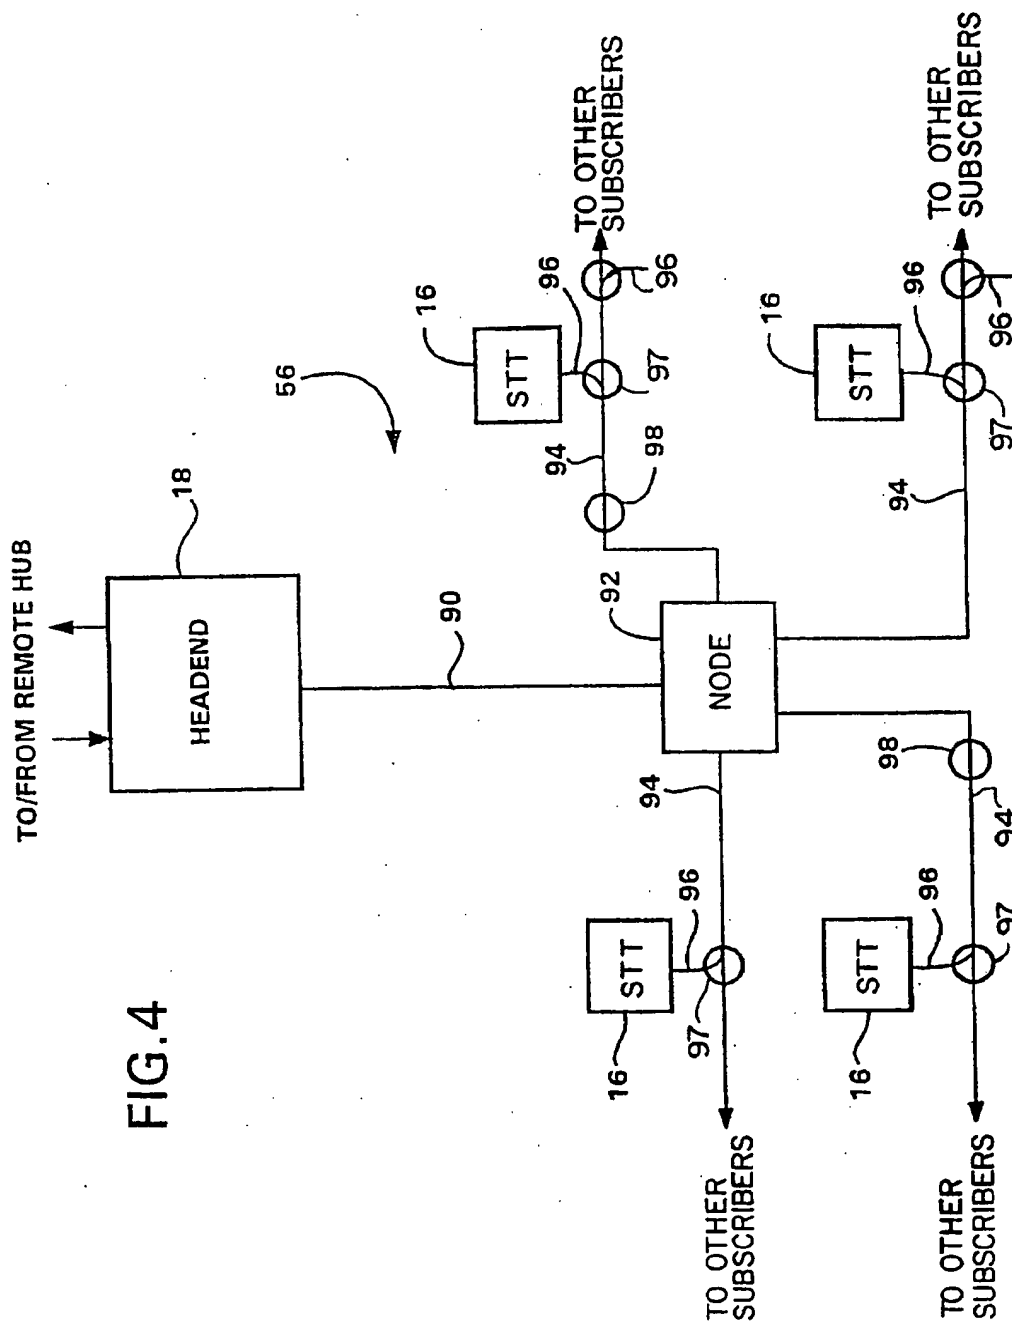 TO/FROM REMOTE HUB
HEADEND
18
FIG.4
56
90
NODE
92
94
STT
16
96
97
TO OTHER
SUBSCRIBERS
98
94
STT
16
96
97
96
TO OTHER
SUBSCRIBERS
STT
16
96
97
98
94
TO OTHER
SUBSCRIBERS
94
STT
16
96
97
96
TO OTHER
SUBSCRIBERS